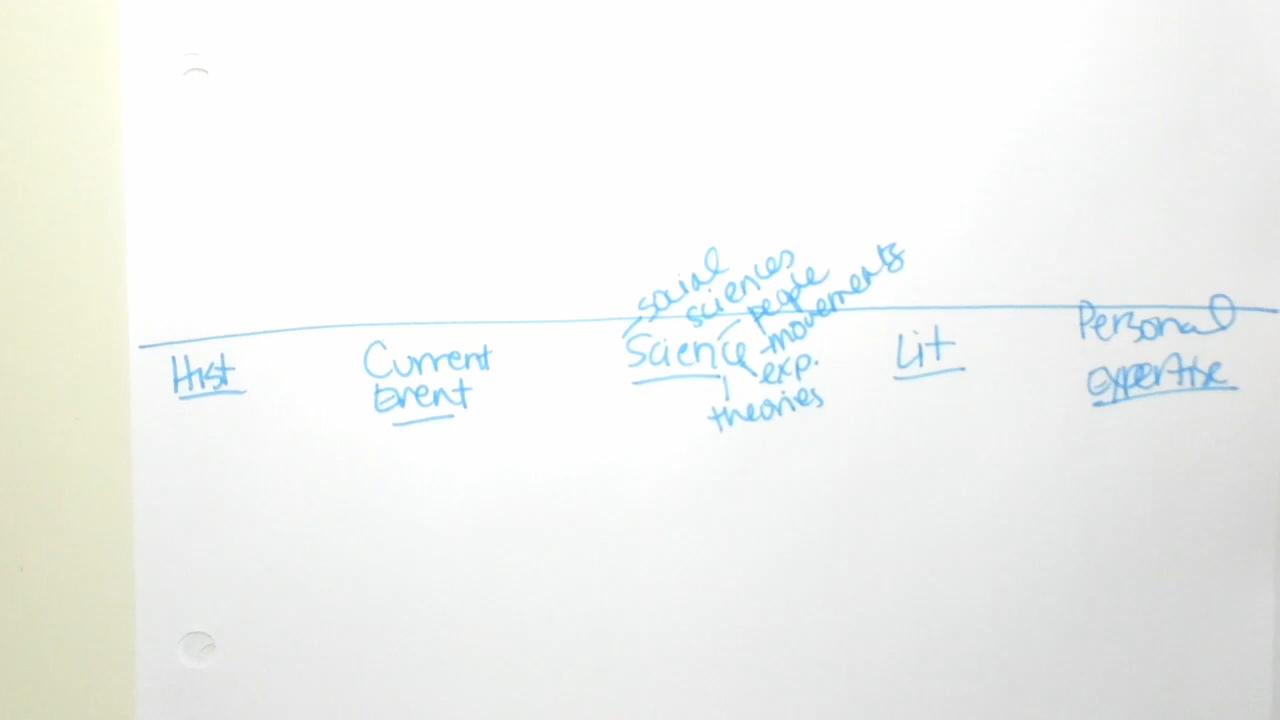 Hist
Current
Event
social
sciences
people
movements
Science
exp.
theories
Lit
Personal
expertise